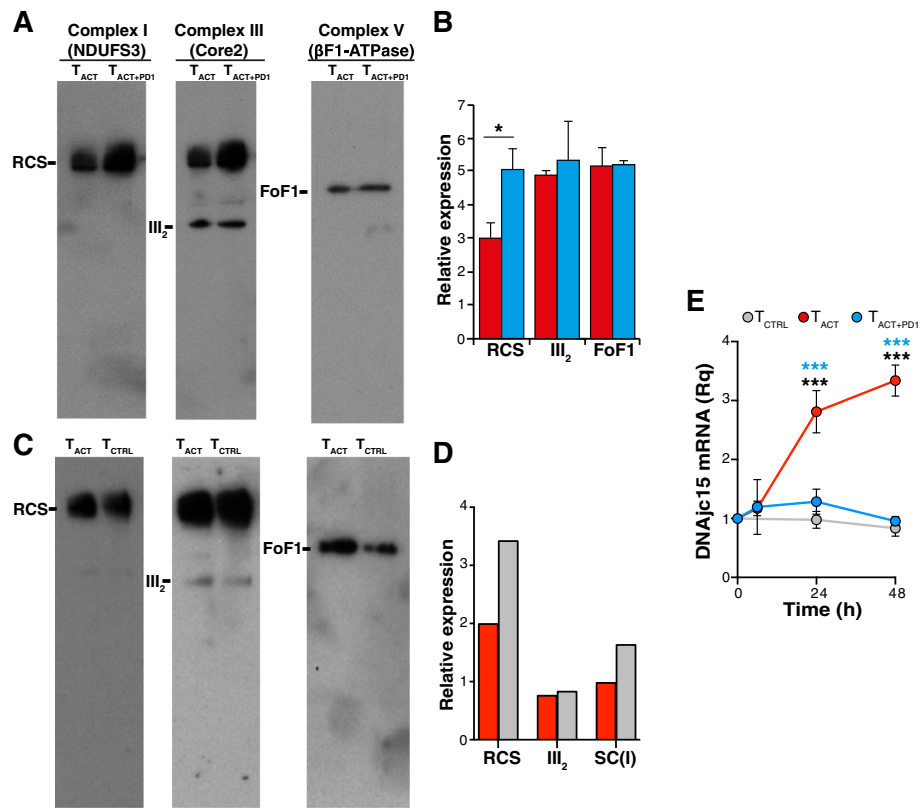 A
Complex I
(NDUFS3)
Complex III
(Core2)
Complex V
(βF1-ATPase)
TACT TACT+PD1
TACT TACT+PD1
TACT TACT+PD1
RCS
III2
FoF1
B
Relative expression
7
6
5
4
3
2
1
0
*
RCS III2 FoF1
C
TACT TCTRL
TACT TCTRL
TACT TCTRL
RCS
III2
FoF1
D
Relative expression
4
3
2
1
0
RCS III2 SC(I)
E
TCTRL TACT TACT+PD1
DNAjc15 mRNA (Rq)
4
3
2
1
0
***
***
***
***
0 24 48
Time (h)